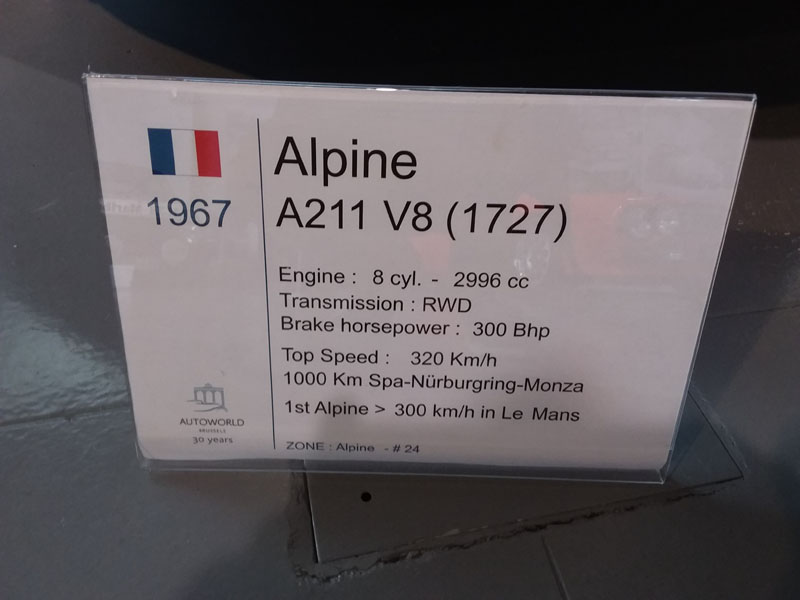 1967
Alpine
A211 V8 (1727)
Engine : 8 cyl. - 2996 cc
Transmission : RWD
Brake horsepower : 300 Bhp
Top Speed : 320 Km/h
1000 Km Spa-Nürburgring-Monza
1st Alpine > 300 km/h in Le Mans
AUTOWORLD
BRUSSELS
30 years
ZONE : Alpine - # 24